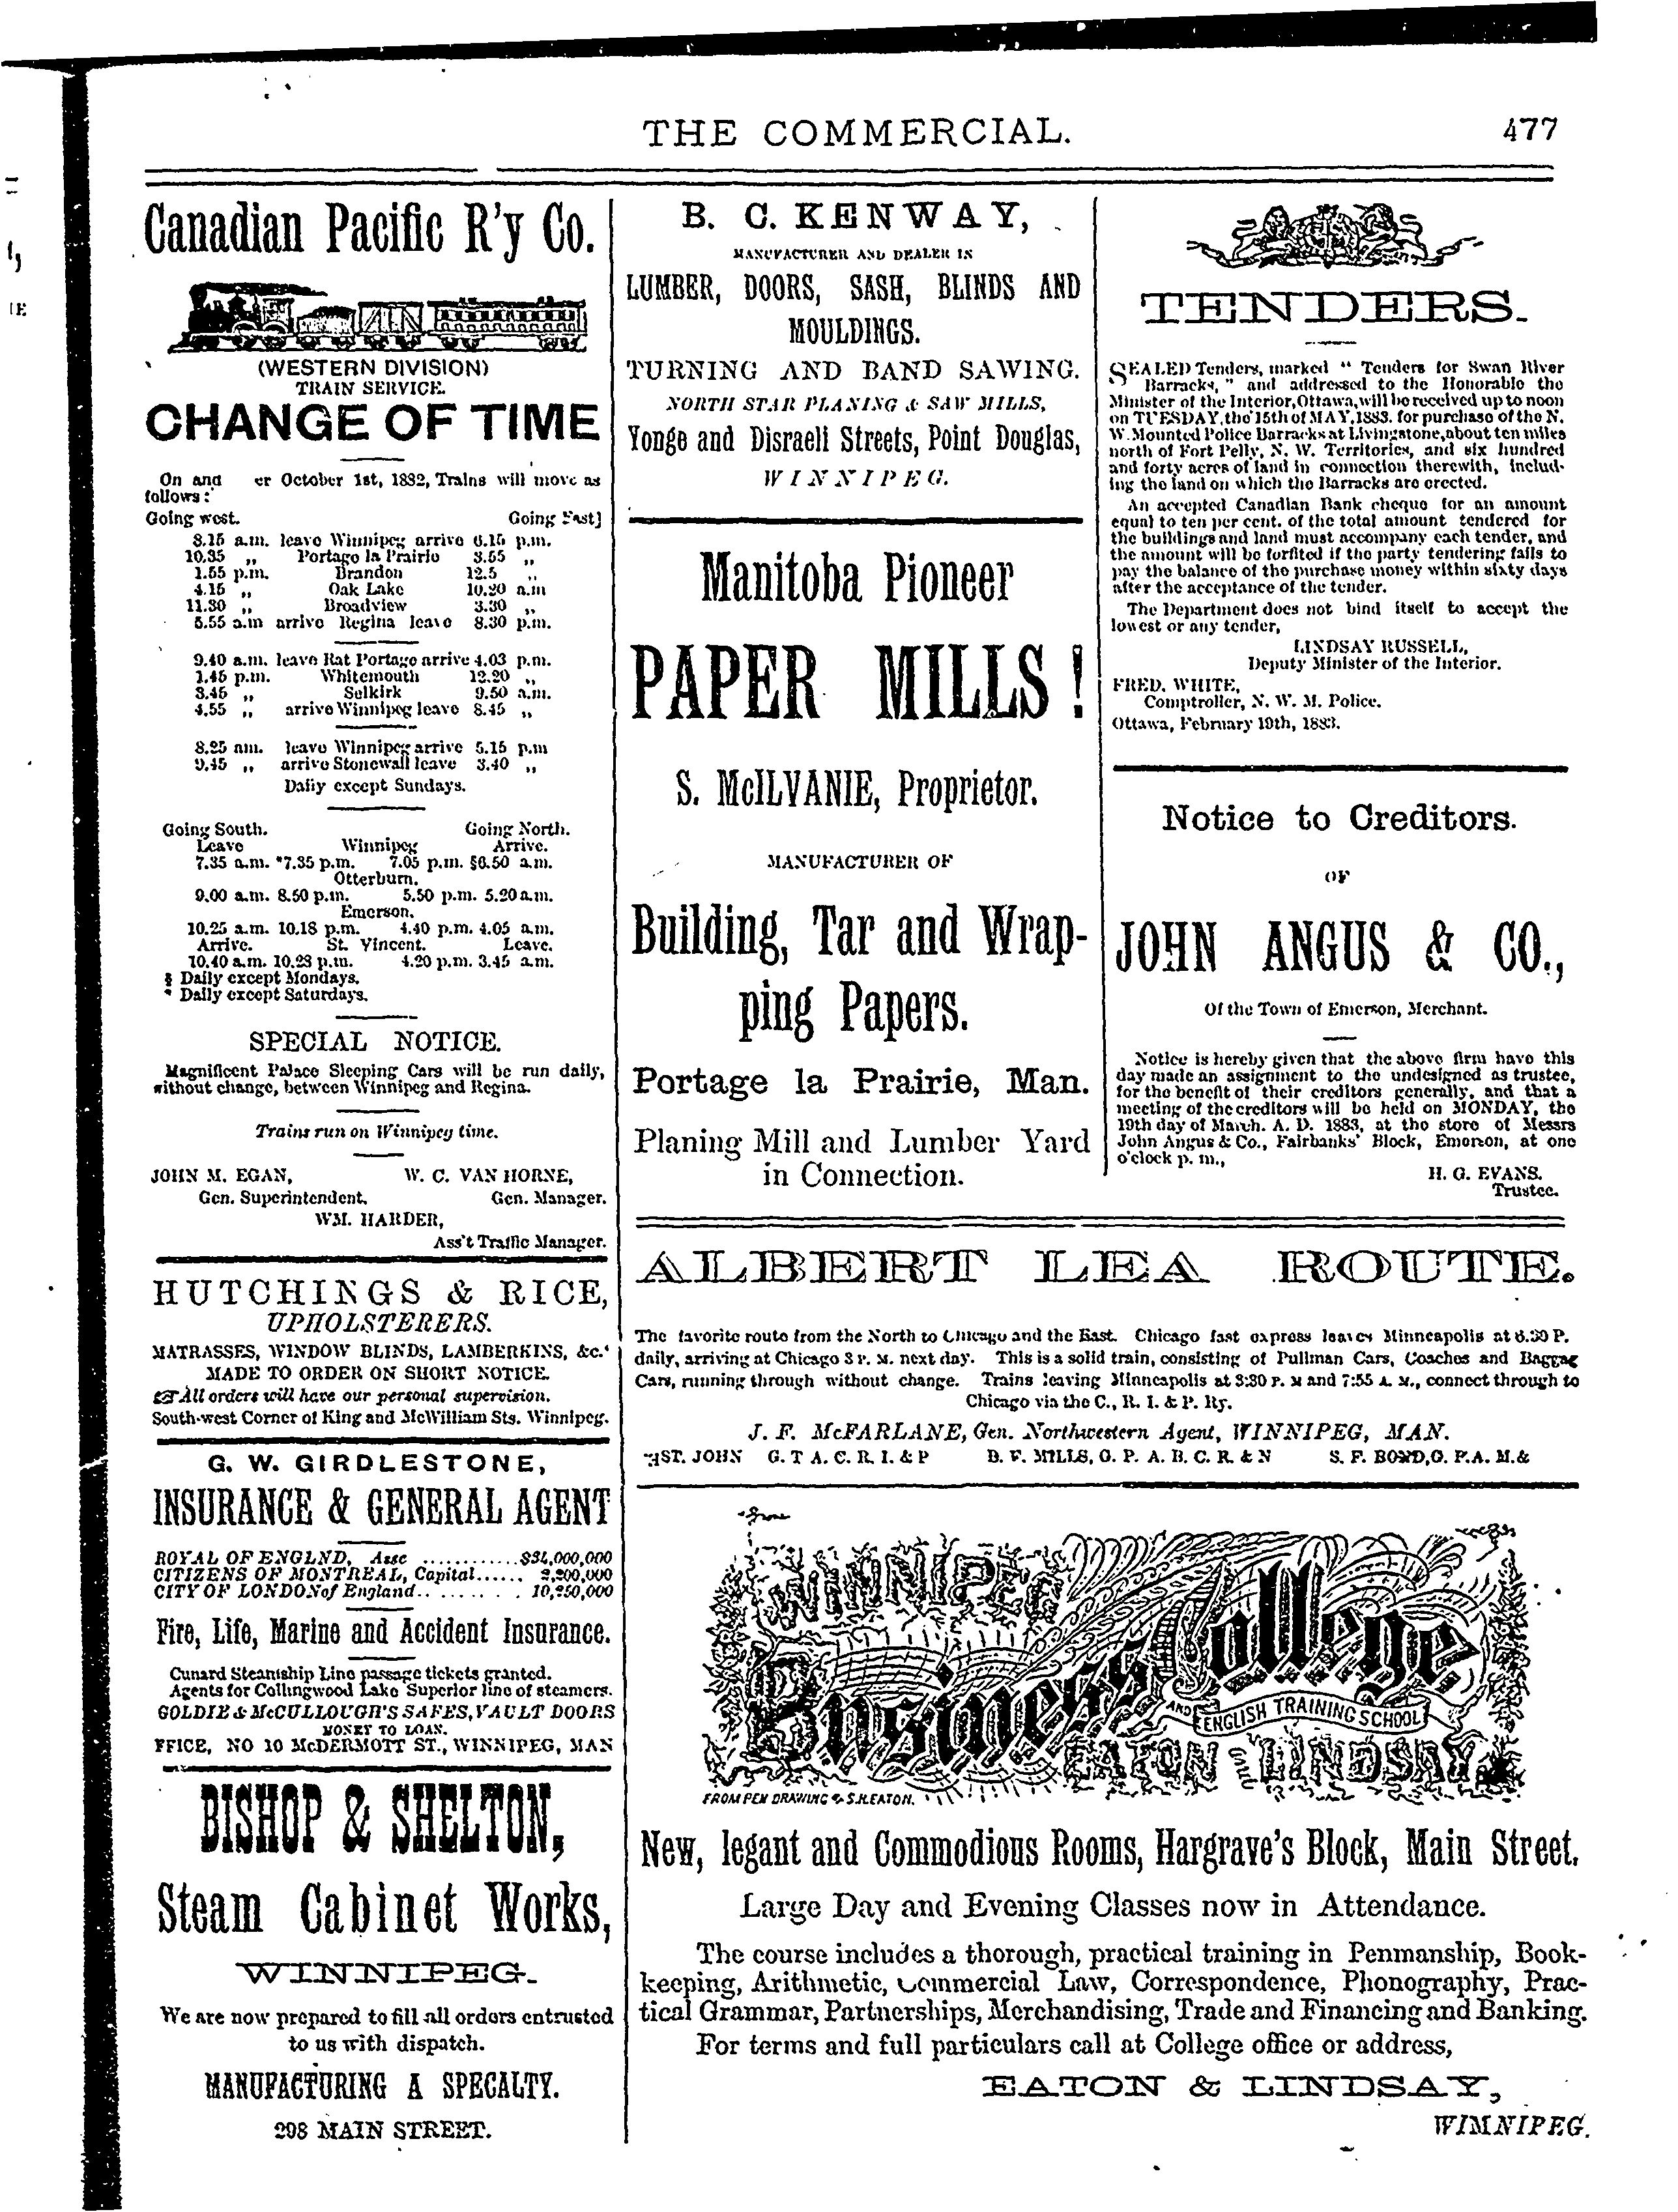 THE COMMERCIAL.
477
Canadian Pacific R'y Co.
(WESTERN DIVISION)
TRAIN SERVICE.
CHANGE OF TIME
On and er October 1st, 1882, Trains will move as
follows:
Going west. Going East]
8.15 a.m. leave Winnipeg arrive 6.15 p.m.
10.35 „ Portage la Prairie 3.55 „
1.55 p.m. Brandon 12.5 „
4.15 „ Oak Lake 10.20 a.m
11.30 „ Broadview 3.30 „
5.55 a.m arrive Regina leave 8.30 p.m.
9.40 a.m. leave Rat Portage arrive 4.03 p.m.
1.45 p.m. Whitemouth 12.20 „
3.45 „ Selkirk 9.50 a.m.
4.55 „ arrive Winnipeg leave 8.45 „
8.25 am. leave Winnipeg arrive 5.15 p.m
9.45 „ arrive Stonewall leave 3.40 „
Daily except Sundays.
Going South. Going North.
Leave Winnipeg Arrive.
7.35 a.m. *7.35 p.m. 7.05 p.m. §6.50 a.m.
Otterburn.
9.00 a.m. 8.50 p.m. 5.50 p.m. 5.20 a.m.
Emerson.
10.25 a.m. 10.18 p.m. 4.40 p.m. 4.05 a.m.
Arrive. St. Vincent. Leave.
10.40 a.m. 10.23 p.m. 4.20 p.m. 3.45 a.m.
§ Daily except Mondays.
* Daily except Saturdays.
SPECIAL NOTICE.
Magnificent Palace Sleeping Cars will be run daily,
without change, between Winnipeg and Regina.
Trains run on Winnipeg time.
JOHN M. EGAN, W. C. VAN HORNE,
Gen. Superintendent. Gen. Manager.
WM. HARDER,
Ass't Traffic Manager.
HUTCHINGS & RICE,
UPHOLSTERERS.
MATRASSES, WINDOW BLINDS, LAMBERKINS, &c.
MADE TO ORDER ON SHORT NOTICE.
☞All orders will have our personal supervision.
South-west Corner of King and McWilliam Sts. Winnipeg.
G. W. GIRDLESTONE,
INSURANCE & GENERAL AGENT
ROYAL OF ENGLND, Asse ............$34,000,000
CITIZENS OF MONTREAL, Capital...... 2,200,000
CITY OF LONDON of England.......... 10,250,000
Fire, Life, Marine and Accident Insurance.
Cunard Steamship Line passage tickets granted.
Agents for Collingwood Lake Superior line of steamers.
GOLDIE & McCULLOUGH'S SAFES, VAULT DOORS
MONEY TO LOAN.
FFICE, NO 10 McDERMOTT ST., WINNIPEG, MAN
BISHOP & SHELTON,
Steam Cabinet Works,
WINNIPEG.
We are now prepared to fill all orders entrusted
to us with dispatch.
MANUFACTURING A SPECALTY.
298 MAIN STREET.
B. C. KENWAY,
MANUFACTURER AND DEALER IN
LUMBER, DOORS, SASH, BLINDS AND
MOULDINGS.
TURNING AND BAND SAWING.
NORTH STAR PLANING & SAW MILLS,
Yonge and Disraeli Streets, Point Douglas,
WINNIPEG.
Manitoba Pioneer
PAPER MILLS!
S. McILVANIE, Proprietor.
MANUFACTURER OF
Building, Tar and Wrap-
ping Papers.
Portage la Prairie, Man.
Planing Mill and Lumber Yard
in Connection.
TENDERS.
SEALED Tenders, marked " Tenders for Swan River
Barracks, " and addressed to the Honorable the
Minister of the Interior, Ottawa, will be received up to noon
on TUESDAY, the 15th of MAY, 1883. for purchase of the N.
W. Mounted Police Barracks at Livingstone, about ten miles
north of Fort Pelly, N. W. Territories, and six hundred
and forty acres of land in connection therewith, includ-
ing the land on which the Barracks are erected.
An accepted Canadian Bank cheque for an amount
equal to ten per cent. of the total amount tendered for
the buildings and land must accompany each tender, and
the amount will be forfited if the party tendering fails to
pay the balance of the purchase money within sixty days
after the acceptance of the tender.
The Department does not bind itself to accept the
lowest or any tender,
LINDSAY RUSSELL,
Deputy Minister of the Interior.
FRED. WHITE,
Comptroller, N. W. M. Police.
Ottawa, February 19th, 1883.
Notice to Creditors.
OF
JOHN ANGUS & CO.,
Of the Town of Emerson, Merchant.
Notice is hereby given that the above firm have this
day made an assignment to the undesigned as trustee,
for the benefit of their creditors generally, and that a
meeting of the creditors will be held on MONDAY, the
19th day of March. A. D. 1883, at the store of Messrs
John Angus & Co., Fairbanks' Block, Emerson, at one
o'clock p. m.,
H. G. EVANS.
Trustee.
ALBERT LEA ROUTE.
The favorite route from the North to Chicago and the East. Chicago fast express leaves Minneapolis at 6.30 P.
daily, arriving at Chicago 3 P. M. next day. This is a solid train, consisting of Pullman Cars, Coaches and Baggag
Cars, running through without change. Trains leaving Minneapolis at 3:30 P. M and 7:55 A. M., connect through to
Chicago via the C., R. I. & P. Ry.
J. F. McFARLANE, Gen. Northwestern Agent, WINNIPEG, MAN.
ST. JOHN G. T A. C. R. I. & P B. F. MILLS, G. P. A. B. C. R. & N S. F. BOYD, G. P. A. M. &
WINNIPEG
Business College
AND ENGLISH TRAINING SCHOOL
EATON and LINDSAY
FROM PEN DRAWING by S.H.EATON.
New, legant and Commodious Rooms, Hargrave's Block, Main Street.
Large Day and Evening Classes now in Attendance.
The course includes a thorough, practical training in Penmanship, Book-
keeping, Arithmetic, Commercial Law, Correspondence, Phonography, Prac-
tical Grammar, Partnerships, Merchandising, Trade and Financing and Banking.
For terms and full particulars call at College office or address,
EATON & LINDSAY,
WIMNIPEG.